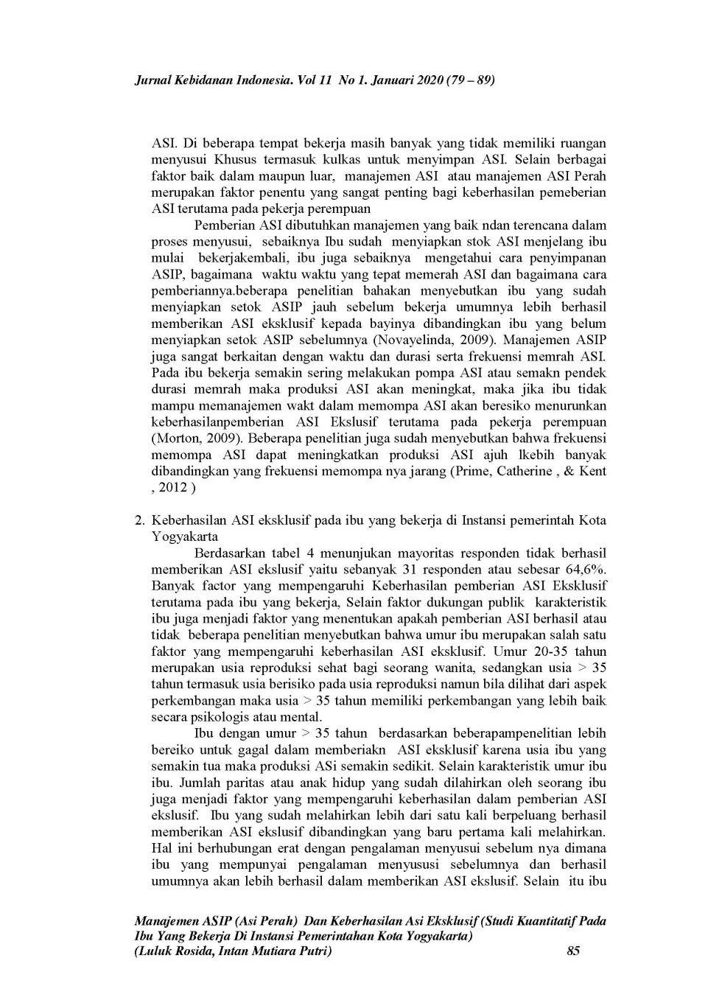 Jurnal Kebidanan Indonesia. Vol 11 No 1. Januari 2020 (79 – 89)
ASI. Di beberapa tempat bekerja masih banyak yang tidak memiliki ruangan
menyusui Khusus termasuk kulkas untuk menyimpan ASI. Selain berbagai
faktor baik dalam maupun luar, manajemen ASI atau manajemen ASI Perah
merupakan faktor penentu yang sangat penting bagi keberhasilan pemeberian
ASI terutama pada pekerja perempuan
Pemberian ASI dibutuhkan manajemen yang baik ndan terencana dalam
proses menyusui, sebaiknya Ibu sudah menyiapkan stok ASI menjelang ibu
mulai bekerjakembali, ibu juga sebaiknya mengetahui cara penyimpanan
ASIP, bagaimana waktu waktu yang tepat memerah ASI dan bagaimana cara
pemberiannya.beberapa penelitian bahakan menyebutkan ibu yang sudah
menyiapkan setok ASIP jauh sebelum bekerja umumnya lebih berhasil
memberikan ASI eksklusif kepada bayinya dibandingkan ibu yang belum
menyiapkan setok ASIP sebelumnya (Novayelinda, 2009). Manajemen ASIP
juga sangat berkaitan dengan waktu dan durasi serta frekuensi memrah ASI.
Pada ibu bekerja semakin sering melakukan pompa ASI atau semakn pendek
durasi memrah maka produksi ASI akan meningkat, maka jika ibu tidak
mampu memanajemen wakt dalam memompa ASI akan beresiko menurunkan
keberhasilanpemberian ASI Ekslusif terutama pada pekerja perempuan
(Morton, 2009). Beberapa penelitian juga sudah menyebutkan bahwa frekuensi
memompa ASI dapat meningkatkan produksi ASI ajuh lkebih banyak
dibandingkan yang frekuensi memompa nya jarang (Prime, Catherine , & Kent
, 2012 )
2. Keberhasilan ASI eksklusif pada ibu yang bekerja di Instansi pemerintah Kota
Yogyakarta
Berdasarkan tabel 4 menunjukan mayoritas responden tidak berhasil
memberikan ASI ekslusif yaitu sebanyak 31 responden atau sebesar 64,6%.
Banyak factor yang mempengaruhi Keberhasilan pemberian ASI Eksklusif
terutama pada ibu yang bekerja, Selain faktor dukungan publik karakteristik
ibu juga menjadi faktor yang menentukan apakah pemberian ASI berhasil atau
tidak beberapa penelitian menyebutkan bahwa umur ibu merupakan salah satu
faktor yang mempengaruhi keberhasilan ASI eksklusif. Umur 20-35 tahun
merupakan usia reproduksi sehat bagi seorang wanita, sedangkan usia > 35
tahun termasuk usia berisiko pada usia reproduksi namun bila dilihat dari aspek
perkembangan maka usia > 35 tahun memiliki perkembangan yang lebih baik
secara psikologis atau mental.
Ibu dengan umur > 35 tahun berdasarkan beberapampenelitian lebih
bereiko untuk gagal dalam memberiakn ASI eksklusif karena usia ibu yang
semakin tua maka produksi ASi semakin sedikit. Selain karakteristik umur ibu
ibu. Jumlah paritas atau anak hidup yang sudah dilahirkan oleh seorang ibu
juga menjadi faktor yang mempengaruhi keberhasilan dalam pemberian ASI
ekslusif. Ibu yang sudah melahirkan lebih dari satu kali berpeluang berhasil
memberikan ASI ekslusif dibandingkan yang baru pertama kali melahirkan.
Hal ini berhubungan erat dengan pengalaman menyusui sebelum nya dimana
ibu yang mempunyai pengalaman menyususi sebelumnya dan berhasil
umumnya akan lebih berhasil dalam memberikan ASI ekslusif. Selain itu ibu
Manajemen ASIP (Asi Perah) Dan Keberhasilan Asi Eksklusif (Studi Kuantitatif Pada
Ibu Yang Bekerja Di Instansi Pemerintahan Kota Yogyakarta)
(Luluk Rosida, Intan Mutiara Putri) 85